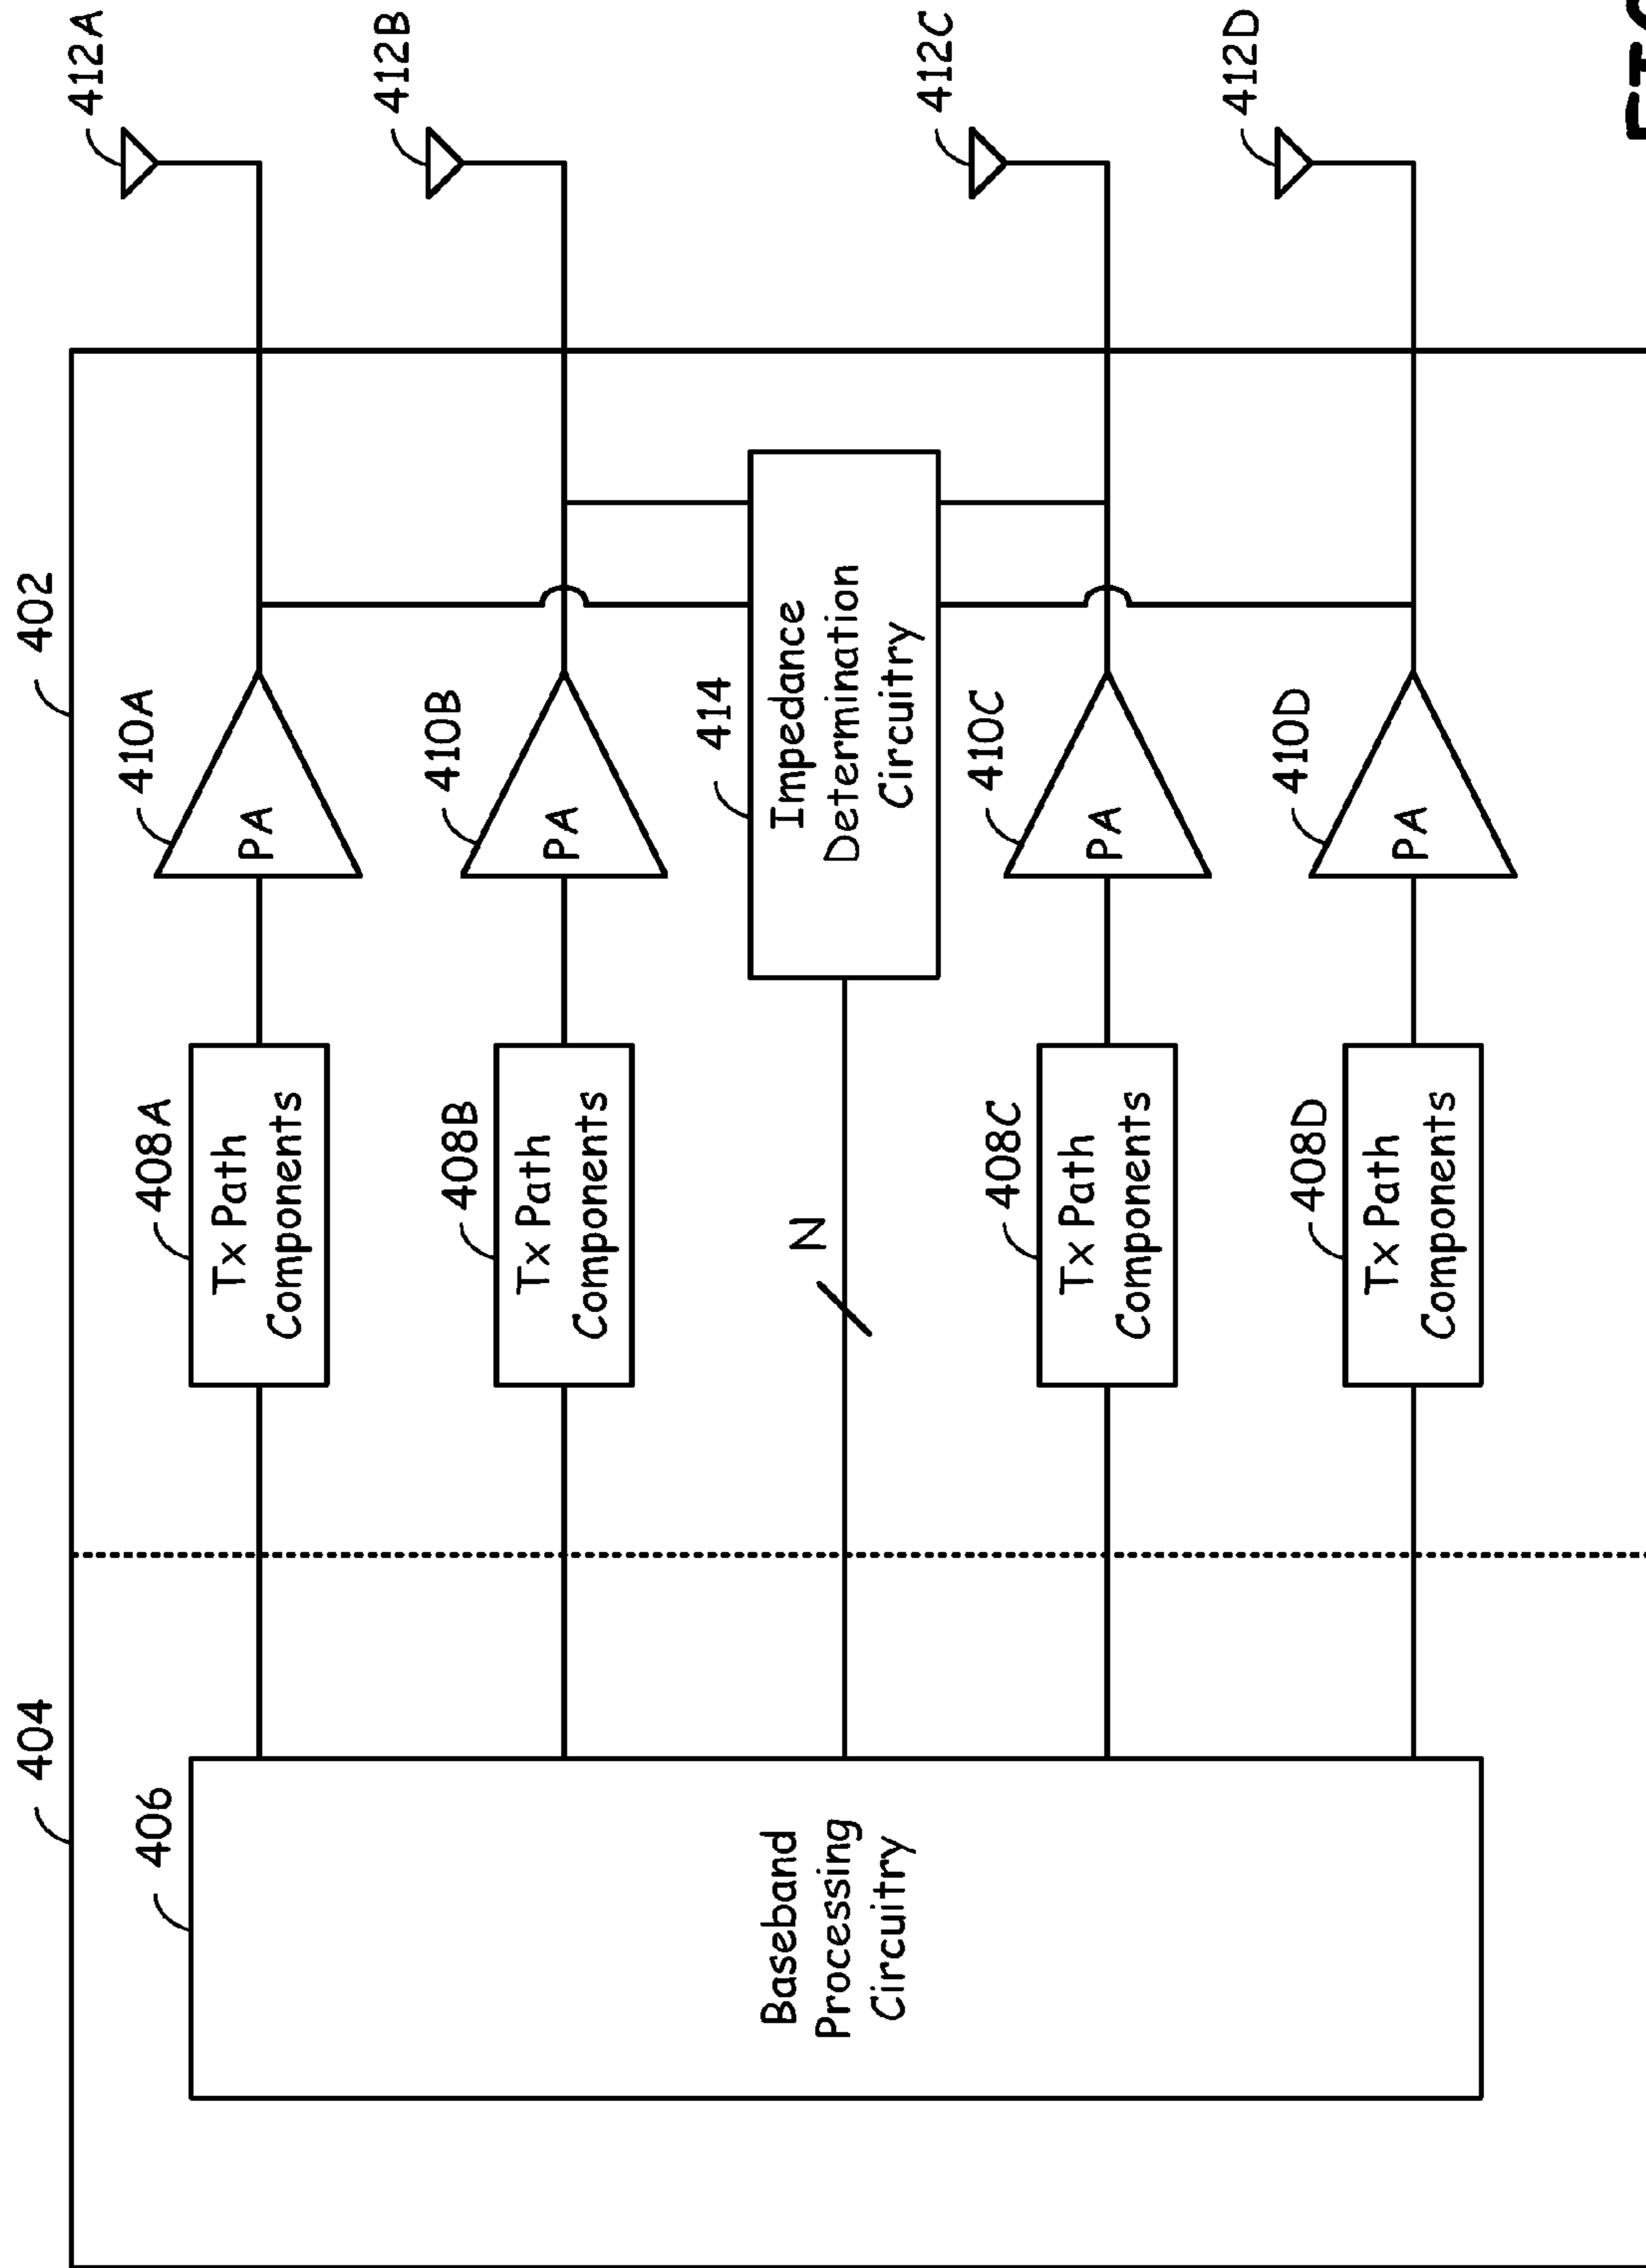 404
402
412A
406
408A
410A
Tx Path
Components
PA
412B
408B
410B
Tx Path
Components
PA
414
Baseband
Processing
Circuitry
N
Impedance
Determination
Circuitry
412C
408C
410C
Tx Path
Components
PA
412D
408D
410D
Tx Path
Components
PA